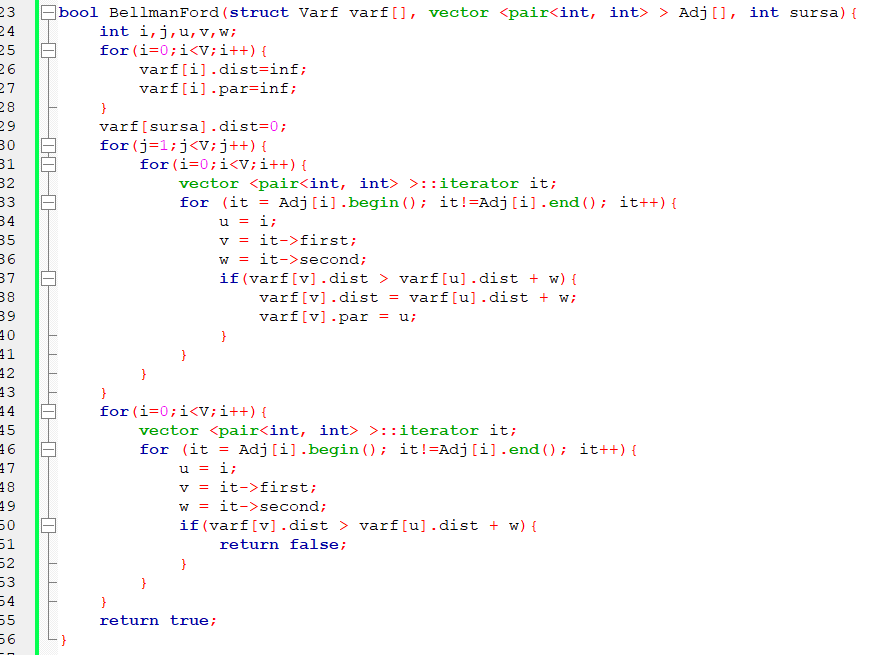 23 bool BellmanFord(struct Varf varf[], vector <pair<int, int> > Adj[], int sursa){
24     int i,j,u,v,w;
25     for(i=0;i<V;i++){
26         varf[i].dist=inf;
27         varf[i].par=inf;
28     }
29     varf[sursa].dist=0;
30     for(j=1;j<V;j++){
31         for(i=0;i<V;i++){
32             vector <pair<int, int> >::iterator it;
33             for (it = Adj[i].begin(); it!=Adj[i].end(); it++){
34                 u = i;
35                 v = it->first;
36                 w = it->second;
37                 if(varf[v].dist > varf[u].dist + w){
38                     varf[v].dist = varf[u].dist + w;
39                     varf[v].par = u;
40                 }
41             }
42         }
43     }
44     for(i=0;i<V;i++){
45         vector <pair<int, int> >::iterator it;
46         for (it = Adj[i].begin(); it!=Adj[i].end(); it++){
47             u = i;
48             v = it->first;
49             w = it->second;
50             if(varf[v].dist > varf[u].dist + w){
51                 return false;
52             }
53         }
54     }
55     return true;
56 }